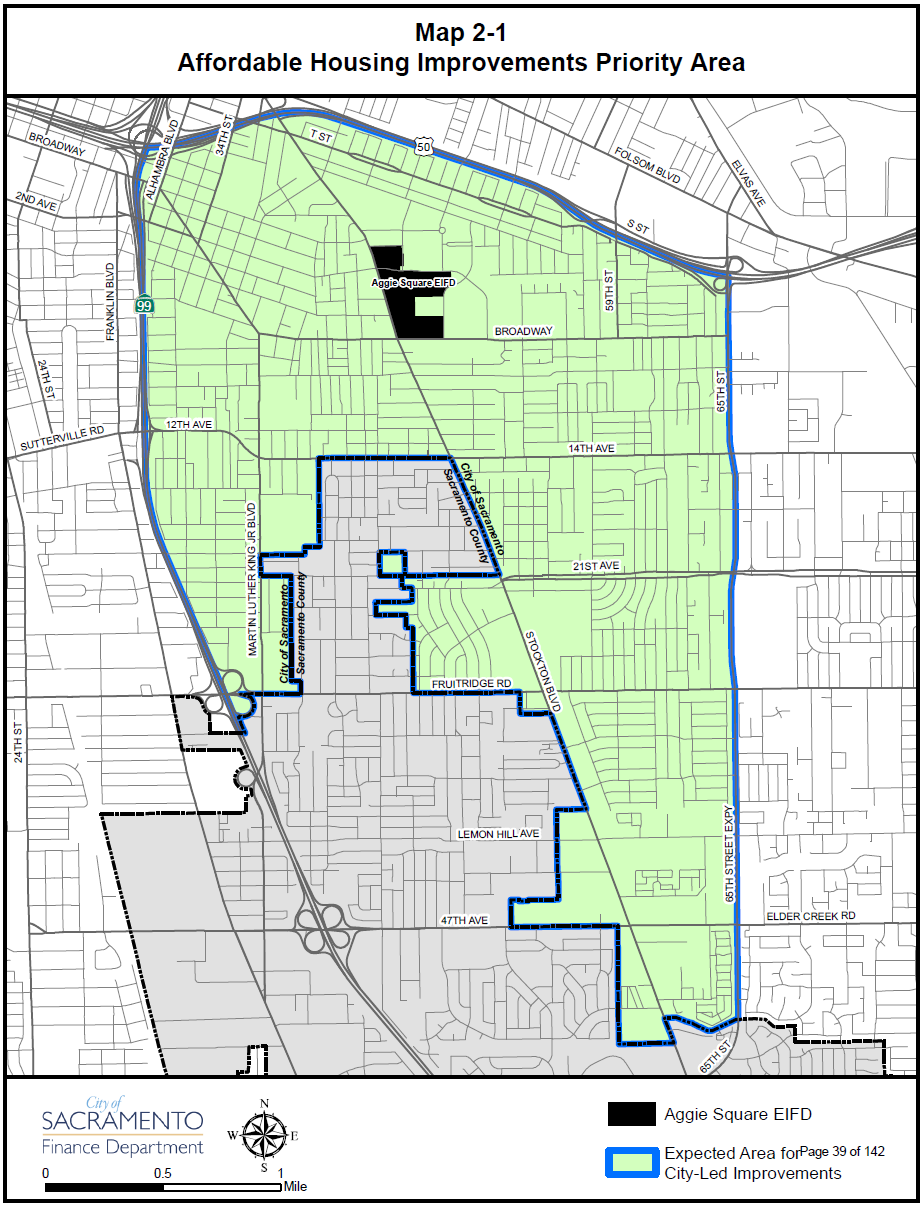 Map 2-1
Affordable Housing Improvements Priority Area
BROADWAY
ALHAMBRA BLVD
34TH ST
T ST
50
FOLSOM BLVD
ELVAS AVE
2ND AVE
S ST
FRANKLIN BLVD
99
Aggie Square EIFD
59TH ST
BROADWAY
24TH ST
65TH ST
SUTTERVILLE RD
12TH AVE
14TH AVE
City of Sacramento
Sacramento County
MARTIN LUTHER KING JR BLVD
21ST AVE
City of Sacramento
Sacramento County
STOCKTON BLVD
FRUITRIDGE RD
24TH ST
LEMON HILL AVE
65TH STREET EXPY
47TH AVE
ELDER CREEK RD
65TH ST
City of
SACRAMENTO
Finance Department
N
W E
S
0 0.5 1
Mile
Aggie Square EIFD
Expected Area for Page 39 of 142
City-Led Improvements